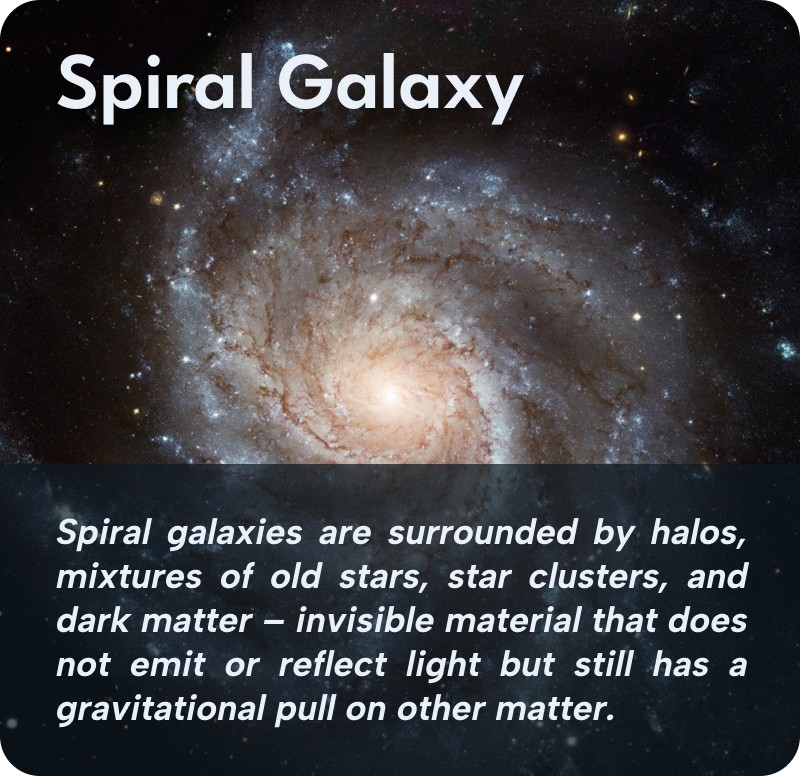 Spiral Galaxy
Spiral galaxies are surrounded by halos,
mixtures of old stars, star clusters, and
dark matter – invisible material that does
not emit or reflect light but still has a
gravitational pull on other matter.